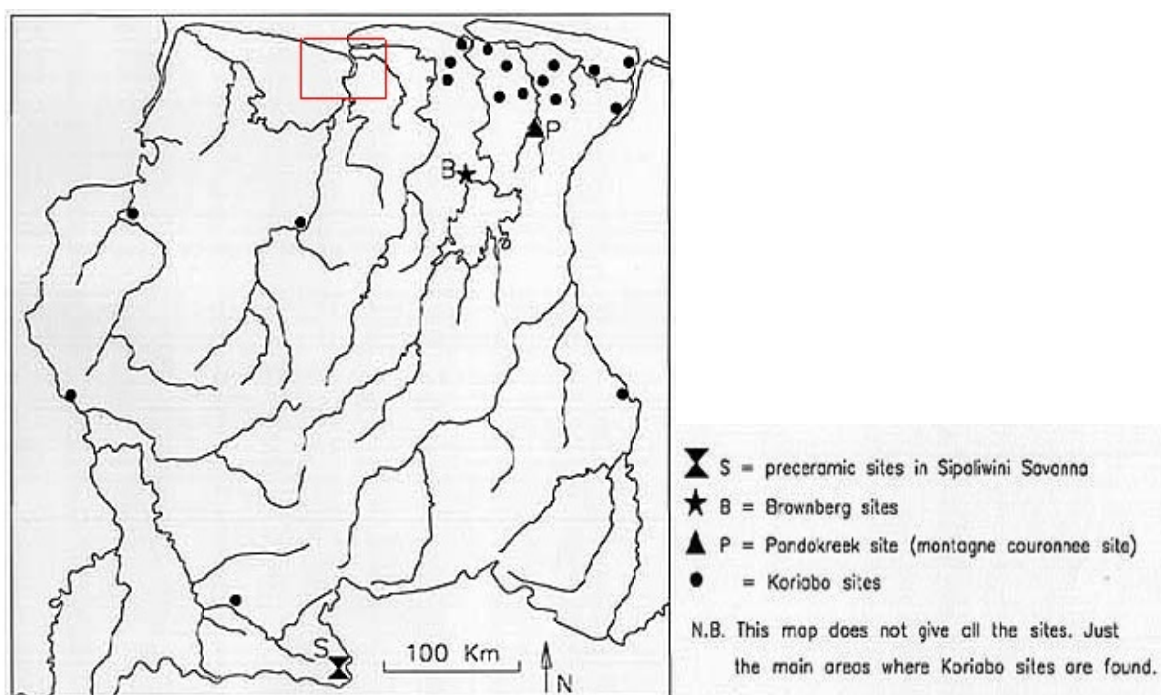 B
P
S
100 Km
N
S = preceramic sites in Sipaliwini Savanna
B = Brownberg sites
P = Pondokreek site (montagne couronnee site)
= Koriabo sites
N.B. This map does not give all the sites. Just
the main areas where Koriabo sites are found.